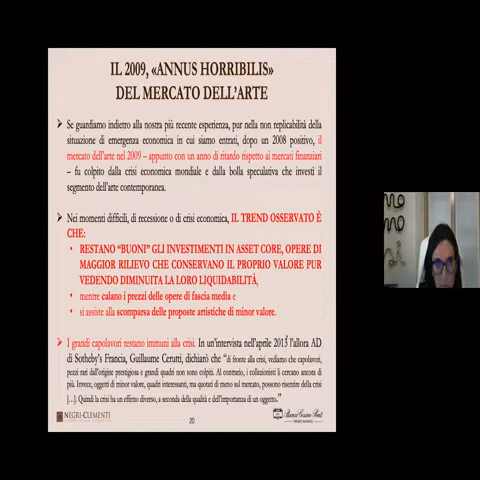 IL 2009, «ANNUS HORRIBILIS»
DEL MERCATO DELL'ARTE
Se guardiamo indietro alla nostra più recente esperienza, pur nella non replicabilità della
situazione di emergenza economica in cui siamo entrati, dopo un 2008 positivo, il
mercato dell'arte nel 2009 – appunto con un anno di ritardo rispetto ai mercati finanziari
– fu colpito dalla crisi economica mondiale e dalla bolla speculativa che investì il
segmento dell'arte contemporanea.
Nei momenti difficili, di recessione o di crisi economica, IL TREND OSSERVATO È
CHE:
• RESTANO "BUONI" GLI INVESTIMENTI IN ASSET CORE, OPERE DI
MAGGIOR RILIEVO CHE CONSERVANO IL PROPRIO VALORE PUR
VEDENDO DIMINUITA LA LORO LIQUIDABILITÀ,
• mentre calano i prezzi delle opere di fascia media e
• si assiste alla scomparsa delle proposte artistiche di minor valore.
I grandi capolavori restano immuni alla crisi. In un'intervista nell'aprile 2013 l'allora AD
di Sotheby's Francia, Guillaume Cerutti, dichiarò che "di fronte alla crisi, vediamo che capolavori,
pezzi rari dall'origine prestigiosa e grandi quadri non sono colpiti. Al contrario, i collezionisti li cercano ancora di
più. Invece, oggetti di minor valore, quadri interessanti, ma quotati di meno sul mercato, possono risentire della crisi
[...]. Quindi la crisi ha un effetto diverso, a seconda della qualità e dell'importanza di un oggetto."
NEGRI-CLEMENTI
20
Banca Cesare Ponti